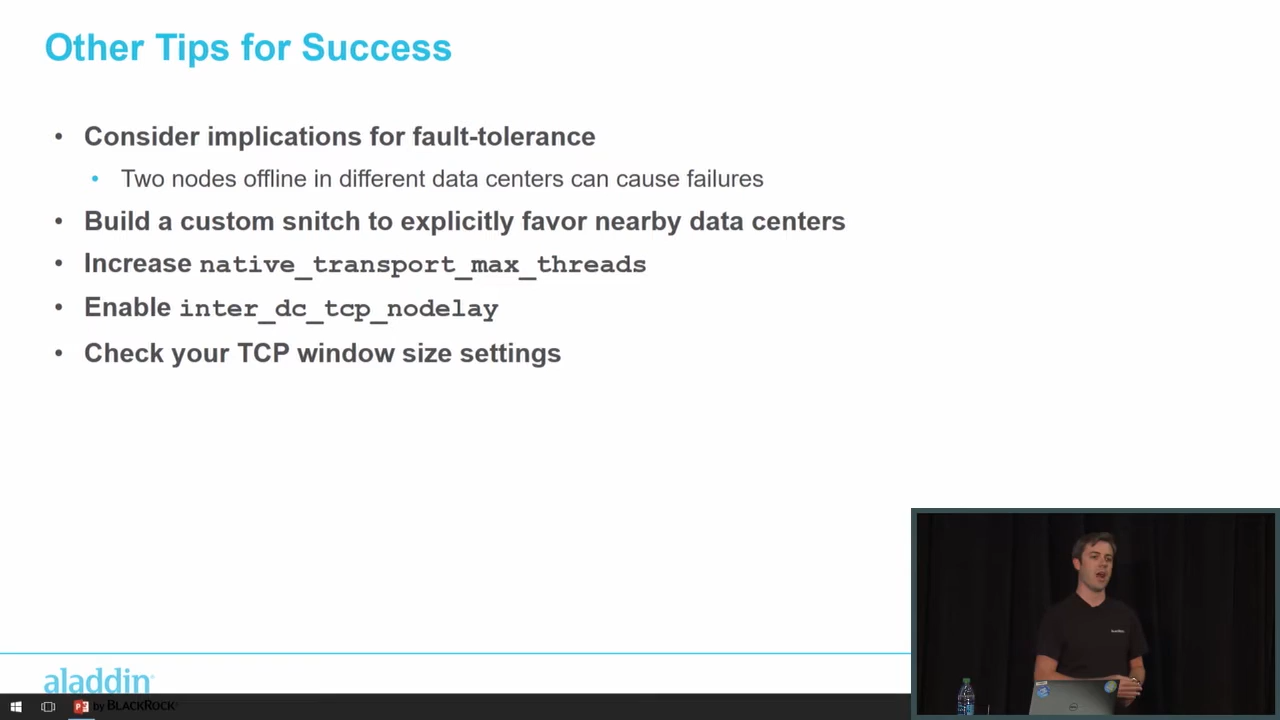 Other Tips for Success
• Consider implications for fault-tolerance
• Two nodes offline in different data centers can cause failures
• Build a custom snitch to explicitly favor nearby data centers
• Increase native_transport_max_threads
• Enable inter_dc_tcp_nodelay
• Check your TCP window size settings
aladdin
by BLACKROCK